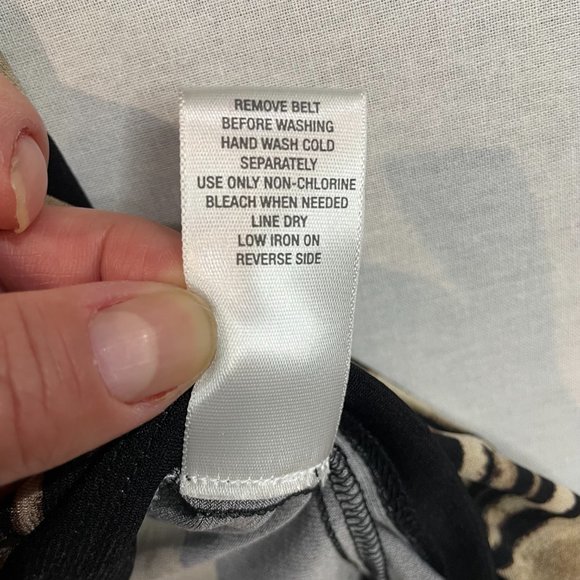 REMOVE BELT
BEFORE WASHING
HAND WASH COLD
SEPARATELY
USE ONLY NON-CHLORINE
BLEACH WHEN NEEDED
LINE DRY
LOW IRON ON
REVERSE SIDE